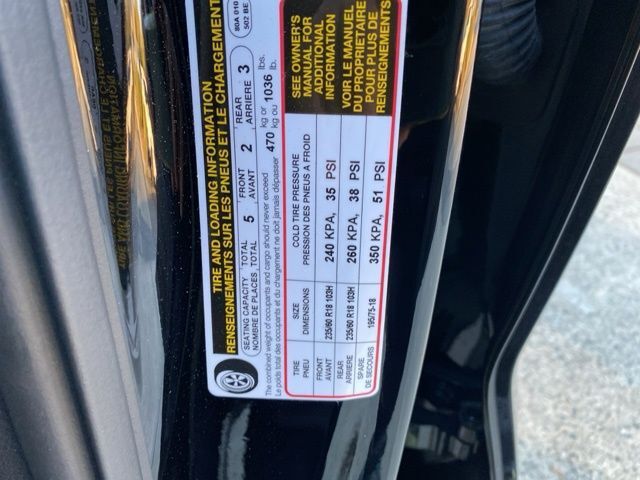 80A 010
502 BE
TIRE AND LOADING INFORMATION
RENSEIGNEMENTS SUR LES PNEUS ET LE CHARGEMENT
SEATING CAPACITY TOTAL 5 FRONT 2 REAR 3
NOMBRE DE PLACES TOTAL AVANT ARRIERE
The combined weight of occupants and cargo should never exceed 470 kg or 1036 lbs.
Le poids total des occupants et du chargement ne doit jamais dépasser kg ou lb.
TIRE SIZE COLD TIRE PRESSURE SEE OWNER'S
PNEU DIMENSIONS PRESSION DES PNEUS A FROID MANUAL FOR
ADDITIONAL
INFORMATION
FRONT 235/60 R18 103H 240 KPA, 35 PSI
AVANT
REAR 235/60 R18 103H 260 KPA, 38 PSI VOIR LE MANUEL
ARRIERE DU PROPRIETAIRE
SPARE 195/75-18 350 KPA, 51 PSI POUR PLUS DE
DE SECOURS RENSEIGNEMENTS